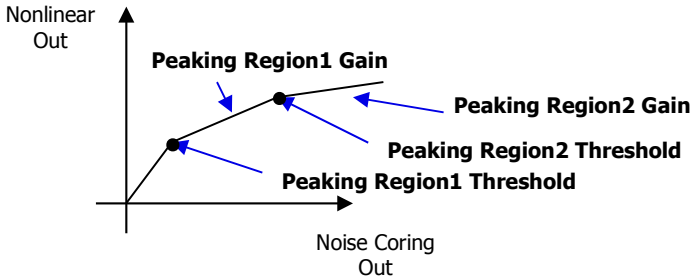 Nonlinear
Out
Peaking Region1 Gain
Peaking Region2 Gain
Peaking Region2 Threshold
Peaking Region1 Threshold
Noise Coring
Out